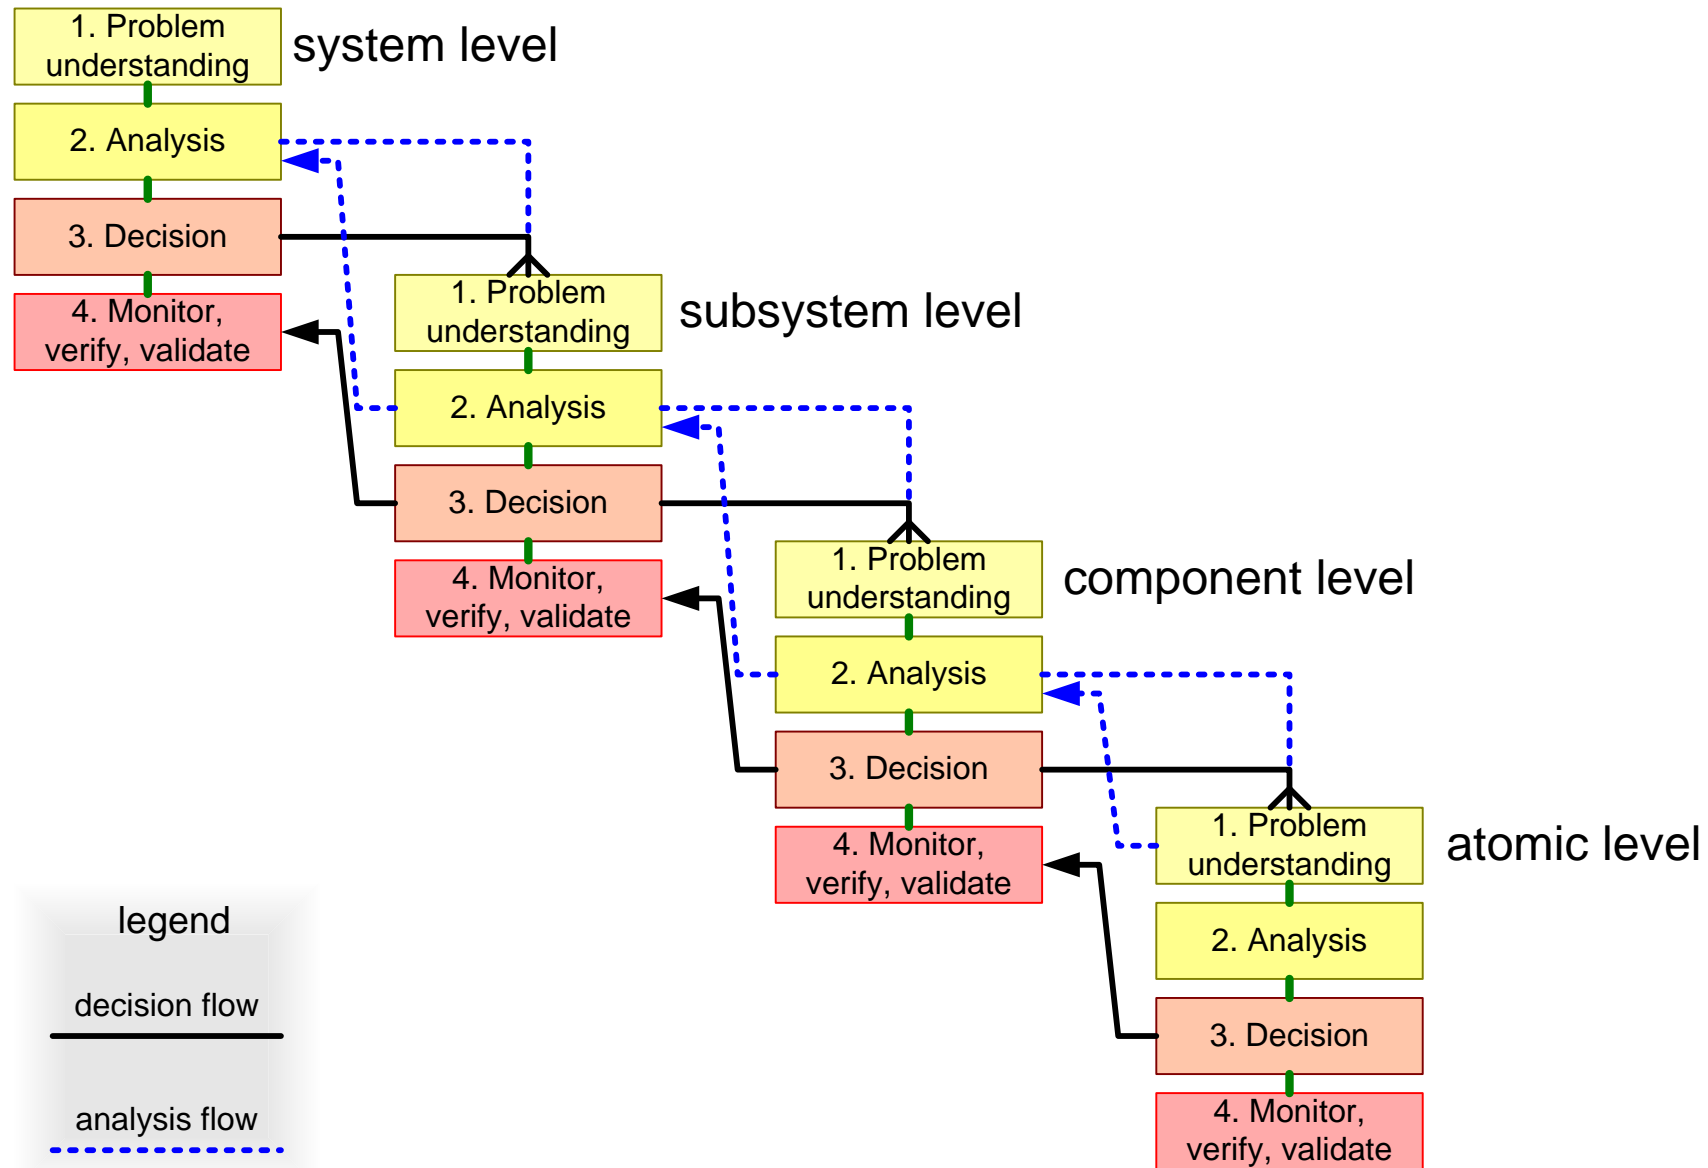 1. Problem
understanding
system level
2. Analysis
3. Decision
4. Monitor,
verify, validate
1. Problem
understanding
subsystem level
2. Analysis
3. Decision
4. Monitor,
verify, validate
1. Problem
understanding
component level
2. Analysis
3. Decision
4. Monitor,
verify, validate
1. Problem
understanding
atomic level
2. Analysis
3. Decision
4. Monitor,
verify, validate
legend
decision flow
analysis flow